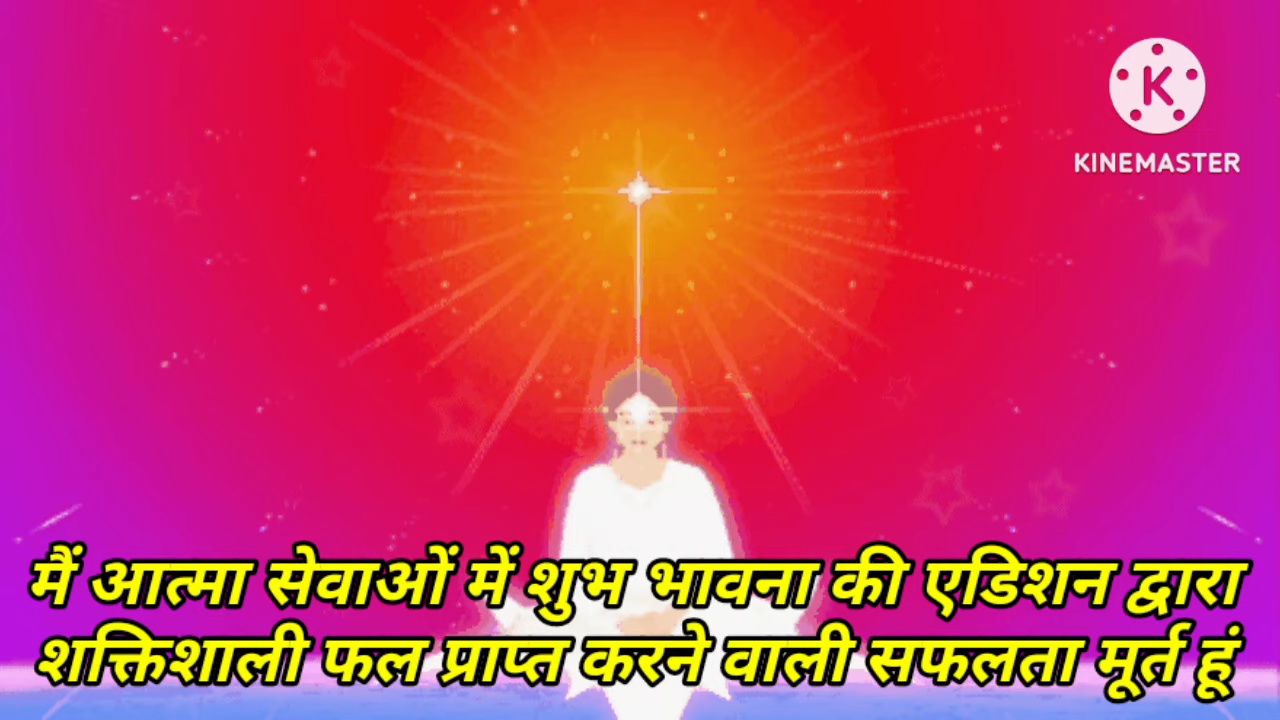 K
KINEMASTER
मैं आत्मा सेवाओं में शुभ भावना की एडिशन द्वारा
शक्तिशाली फल प्राप्त करने वाली सफलता मूर्त हूं